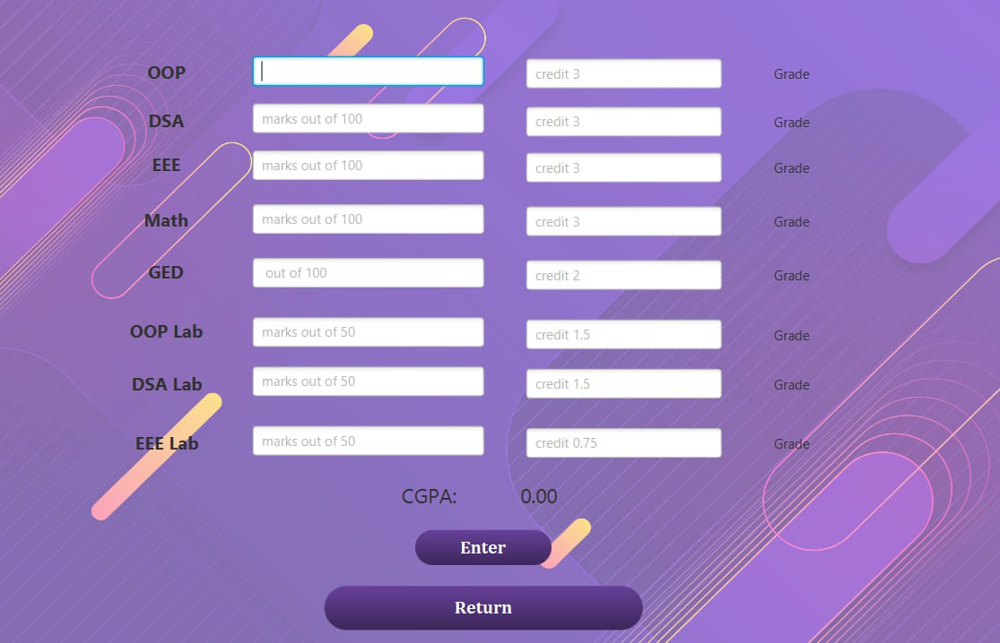 OOP credit 3 Grade
DSA marks out of 100 credit 3 Grade
EEE marks out of 100 credit 3 Grade
Math marks out of 100 credit 3 Grade
GED out of 100 credit 2 Grade
OOP Lab marks out of 50 credit 1.5 Grade
DSA Lab marks out of 50 credit 1.5 Grade
EEE Lab marks out of 50 credit 0.75 Grade
CGPA: 0.00
Enter
Return